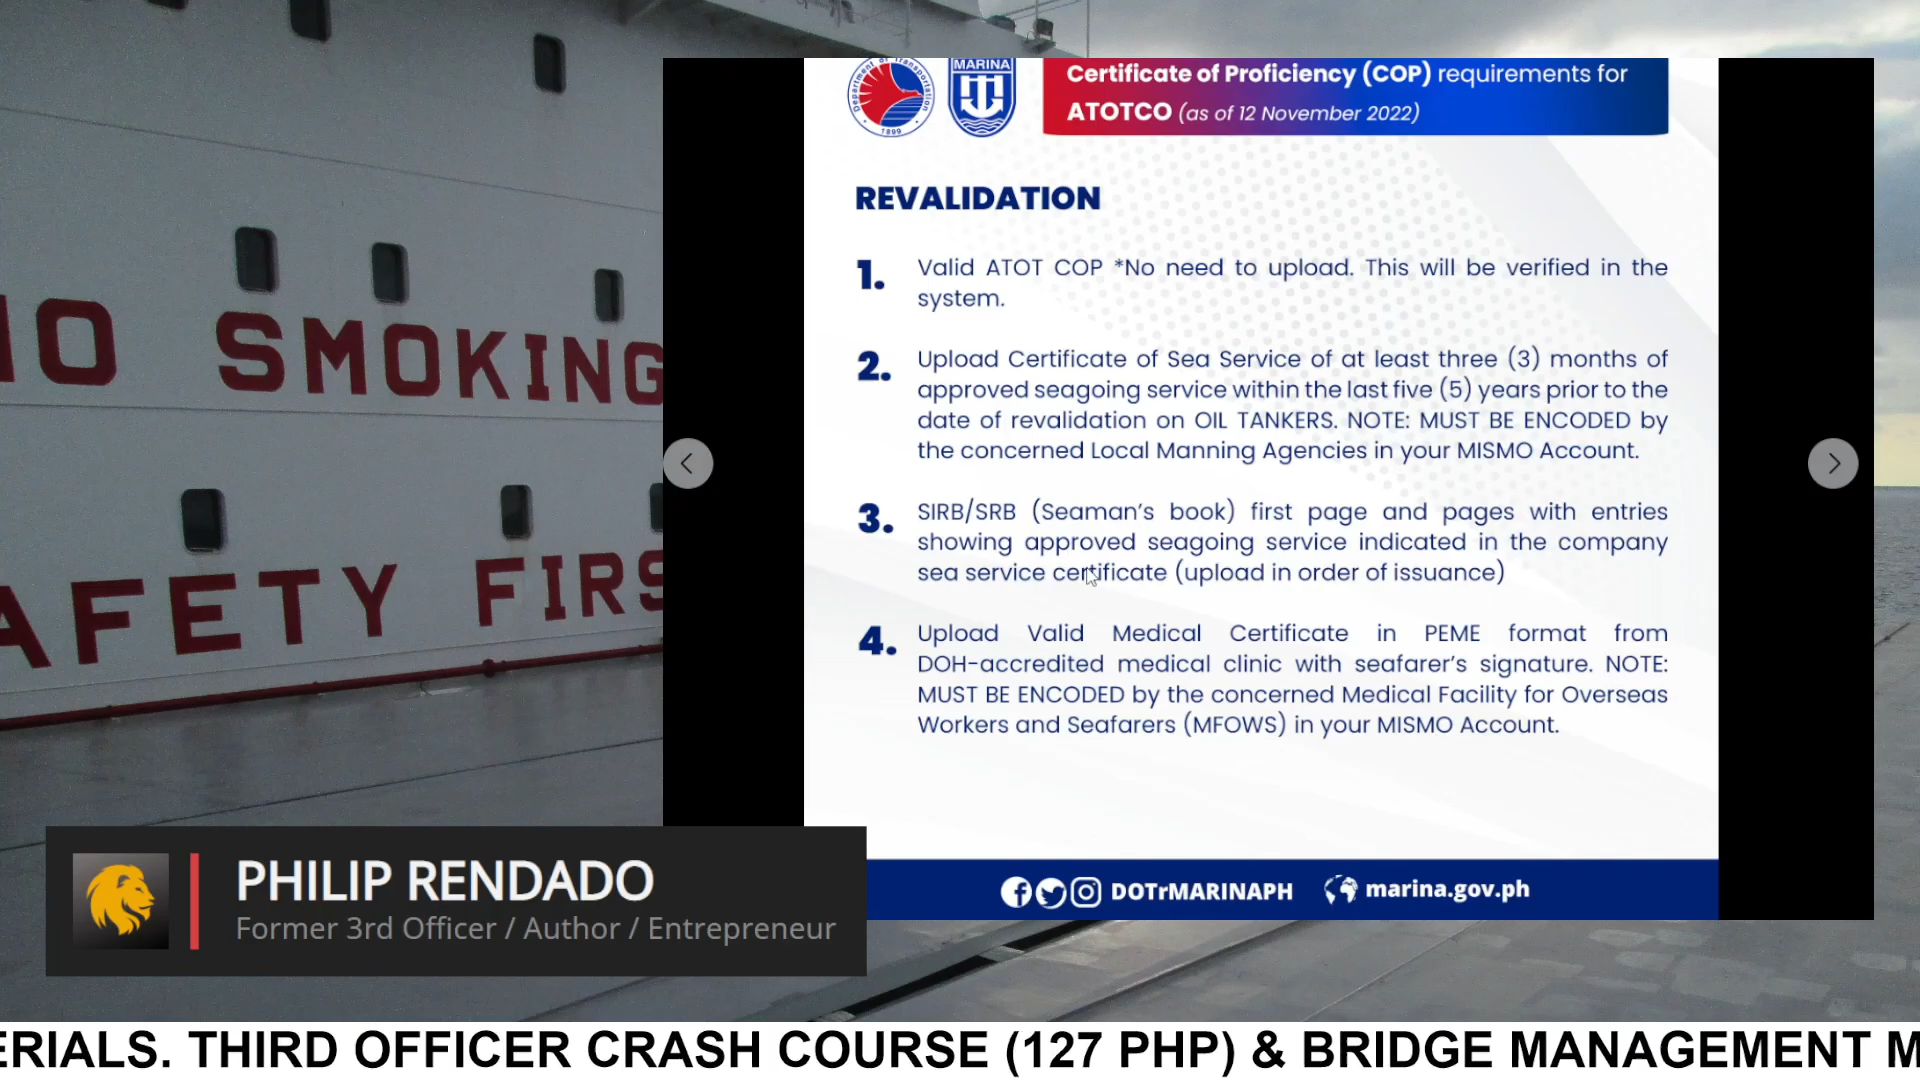 NO SMOKING
AFETY FIRS
Department of Transportation
1899
MARINA
Certificate of Proficiency (COP) requirements for
ATOTCO (as of 12 November 2022)
REVALIDATION
1. Valid ATOT COP *No need to upload. This will be verified in the
system.
2. Upload Certificate of Sea Service of at least three (3) months of
approved seagoing service within the last five (5) years prior to the
date of revalidation on OIL TANKERS. NOTE: MUST BE ENCODED by
the concerned Local Manning Agencies in your MISMO Account.
3. SIRB/SRB (Seaman's book) first page and pages with entries
showing approved seagoing service indicated in the company
sea service certificate (upload in order of issuance)
4. Upload Valid Medical Certificate in PEME format from
DOH-accredited medical clinic with seafarer's signature. NOTE:
MUST BE ENCODED by the concerned Medical Facility for Overseas
Workers and Seafarers (MFOWS) in your MISMO Account.
DOTrMARINAPH marina.gov.ph
PHILIP RENDADO
Former 3rd Officer / Author / Entrepreneur
ERIALS. THIRD OFFICER CRASH COURSE (127 PHP) & BRIDGE MANAGEMENT M